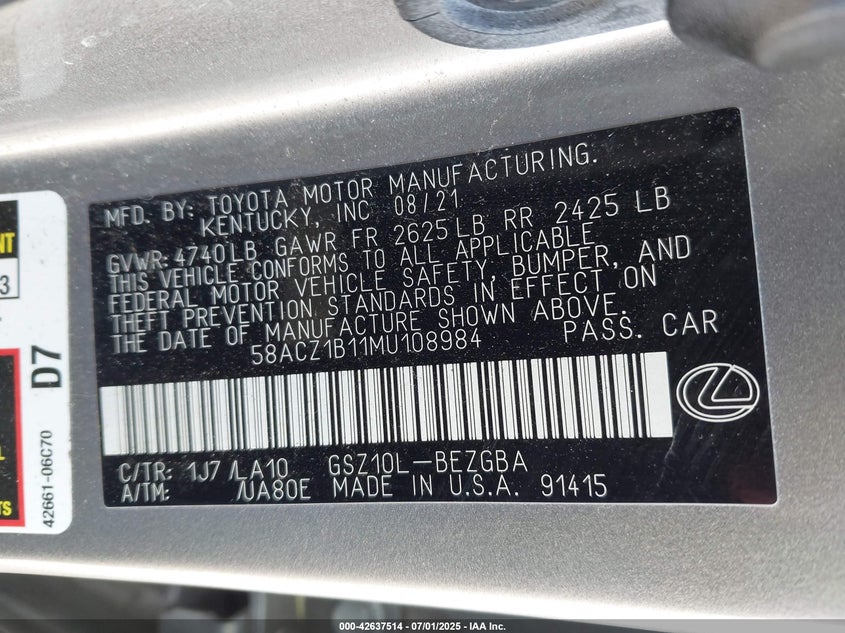 MFD. BY: TOYOTA MOTOR MANUFACTURING.
KENTUCKY, INC 08/21
GVWR: 4740LB GAWR FR 2625 LB RR 2425 LB
THIS VEHICLE CONFORMS TO ALL APPLICABLE
FEDERAL MOTOR VEHICLE SAFETY, BUMPER, AND
THEFT PREVENTION STANDARDS IN EFFECT ON
THE DATE OF MANUFACTURE SHOWN ABOVE.
58ACZ1B11MU108984 PASS. CAR
C/TR: 1J7 /LA10 GSZ10L-BEZGBA
A/TM: /UA80E MADE IN U.S.A. 91415
3
D7
42661-06C70
000-42637514 - 07/01/2025 - IAA Inc.